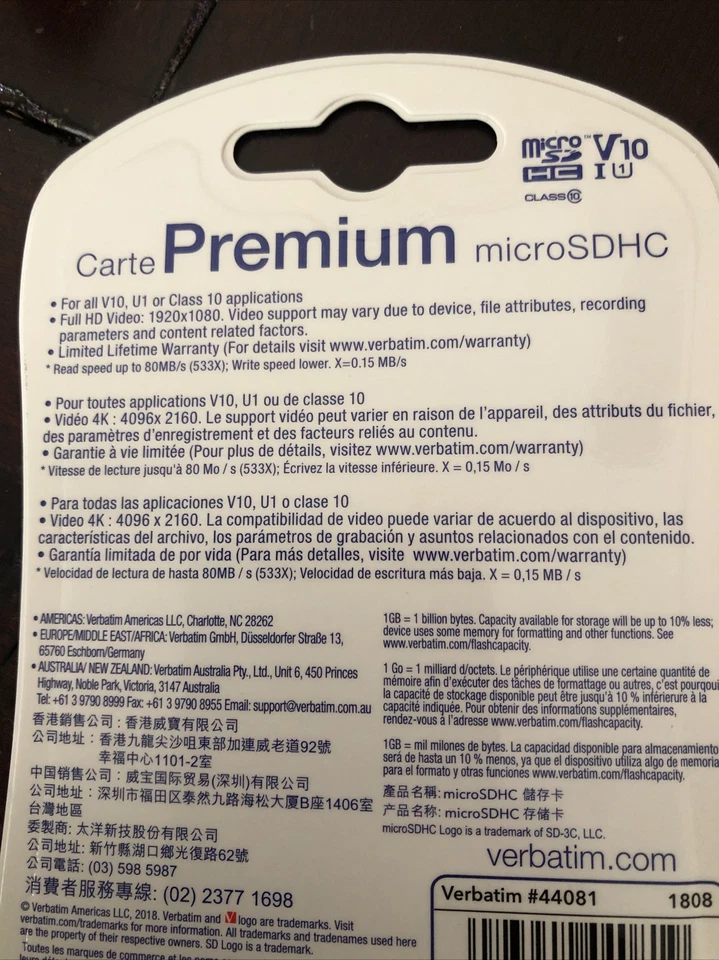 micro SD HC™ V10
I U1
CLASS 10
Carte Premium microSDHC
• For all V10, U1 or Class 10 applications
• Full HD Video: 1920x1080. Video support may vary due to device, file attributes, recording
parameters and content related factors.
• Limited Lifetime Warranty (For details visit www.verbatim.com/warranty)
* Read speed up to 80MB/s (533X); Write speed lower. X=0.15 MB/s
• Pour toutes applications V10, U1 ou de classe 10
• Vidéo 4K : 4096x 2160. Le support vidéo peut varier en raison de l'appareil, des attributs du fichier,
des paramètres d'enregistrement et des facteurs reliés au contenu.
• Garantie à vie limitée (Pour plus de détails, visitez www.verbatim.com/warranty)
* Vitesse de lecture jusqu'à 80 Mo / s (533X); Écrivez la vitesse inférieure. X = 0,15 Mo / s
• Para todas las aplicaciones V10, U1 o clase 10
• Video 4K : 4096 x 2160. La compatibilidad de video puede variar de acuerdo al dispositivo, las
características del archivo, los parámetros de grabación y asuntos relacionados con el contenido.
• Garantía limitada de por vida (Para más detalles, visite www.verbatim.com/warranty)
* Velocidad de lectura de hasta 80MB / s (533X); Velocidad de escritura más baja. X = 0,15 MB / s
• AMERICAS: Verbatim Americas LLC, Charlotte, NC 28262
• EUROPE/MIDDLE EAST/AFRICA: Verbatim GmbH, Düsseldorfer Straße 13,
65760 Eschborn/Germany
• AUSTRALIA/ NEW ZEALAND: Verbatim Australia Pty., Ltd., Unit 6, 450 Princes
Highway, Noble Park, Victoria, 3147 Australia
Tel: +61 3 9790 8999 Fax: +61 3 9790 8955 Email: support@verbatim.com.au
香港銷售公司：香港威寶有限公司
公司地址：香港九龍尖沙咀東部加連威老道92號
幸福中心1101-2室
中国销售公司：威宝国际贸易(深圳)有限公司
公司地址：深圳市福田区泰然九路海松大厦B座1406室
台灣地區
委製商: 太洋新技股份有限公司
公司地址: 新竹縣湖口鄉光復路62號
公司電話: (03) 598 5987
消費者服務專線: (02) 2377 1698
© Verbatim Americas LLC, 2018. Verbatim and V logo are trademarks. Visit
verbatim.com/trademarks for more information. All trademarks and tradenames used here
are the property of their respective owners. SD Logo is a trademark.
Toutes les marques de commerce et les noms
1GB = 1 billion bytes. Capacity available for storage will be up to 10% less;
device uses some memory for formatting and other functions. See
www.verbatim.com/flashcapacity.
1 Go = 1 milliard d/octets. Le périphérique utilise une certaine quantité de
mémoire afin d'exécuter des tâches de formattage ou autres, c'est pourquoi
la capacité de stockage disponible peut être jusqu'à 10 % inférieure à la
capacité indiquée. Pour obtenir des informations supplémentaires,
rendez-vous à l'adresse www.verbatim.com/flashcapacity.
1GB = mil milones de bytes. La capacidad disponible para almacenamiento
será de hasta un 10% menos, ya que el dispositivo utiliza algo de memoria
para el formato y otras funciones www.verbatim.com/flashcapacity.
產品名稱: microSDHC 儲存卡
产品名称: microSDHC 存储卡
microSDHC Logo is a trademark of SD-3C, LLC.
verbatim.com
Verbatim #44081 1808